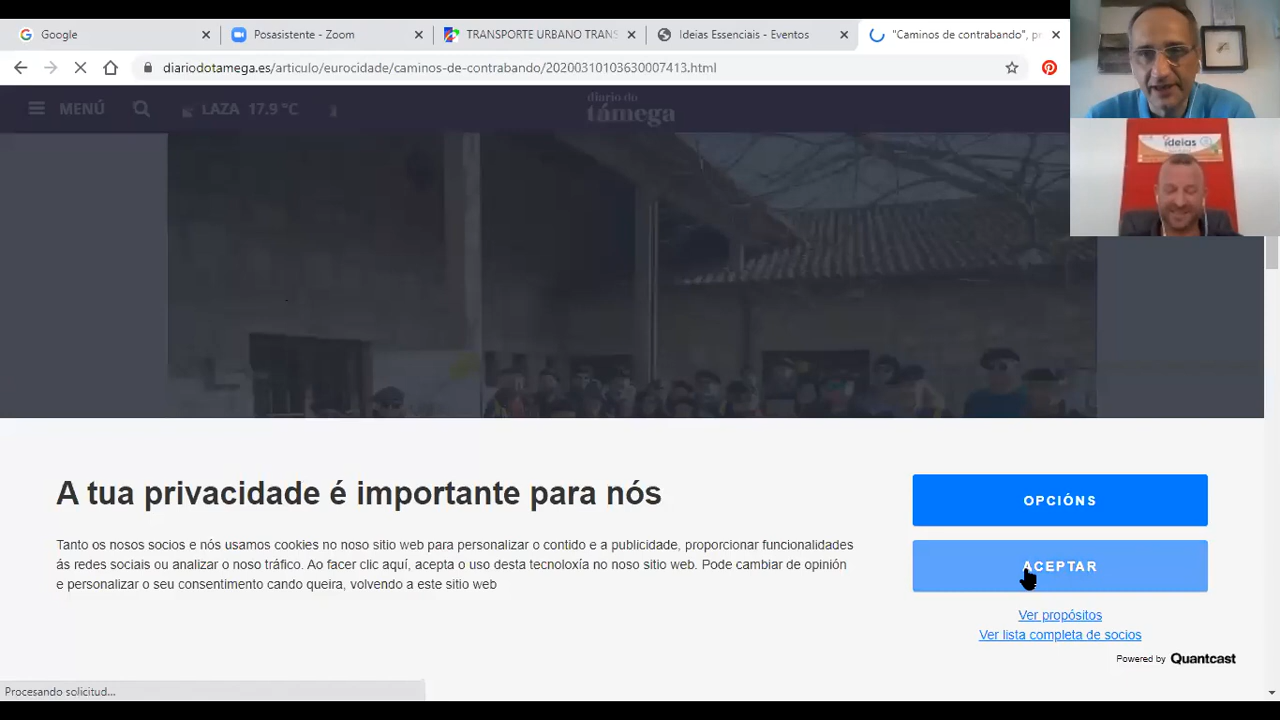 Google
Posasistente - Zoom
TRANSPORTE URBANO TRANS
Ideias Essenciais - Eventos
"Caminos de contrabando", pr
diariodotamega.es/articulo/eurocidade/caminos-de-contrabando/20200310103630007413.html
MENÚ
LAZA 17.9 °C
diario do
támega
ideias
A tua privacidade é importante para nós
Tanto os nosos socios e nós usamos cookies no noso sitio web para personalizar o contido e a publicidade, proporcionar funcionalidades
ás redes sociais ou analizar o noso tráfico. Ao facer clic aquí, acepta o uso desta tecnoloxía no noso sitio web. Pode cambiar de opinión
e personalizar o seu consentimento cando queira, volvendo a este sitio web
OPCIÓNS
ACEPTAR
Ver propósitos
Ver lista completa de socios
Powered by Quantcast
Procesando solicitud...